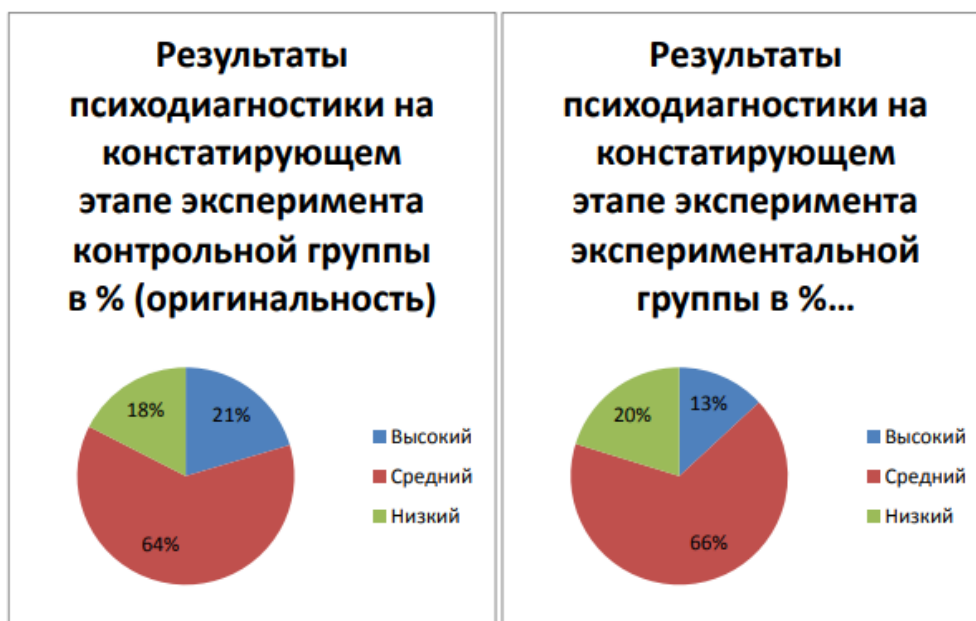 Результаты
психодиагностики на
констатирующем
этапе эксперимента
контрольной группы
в % (оригинальность)
18%
21%
64%
Высокий
Средний
Низкий
Результаты
психодиагностики на
констатирующем
этапе эксперимента
экспериментальной
группы в %...
20%
13%
66%
Высокий
Средний
Низкий